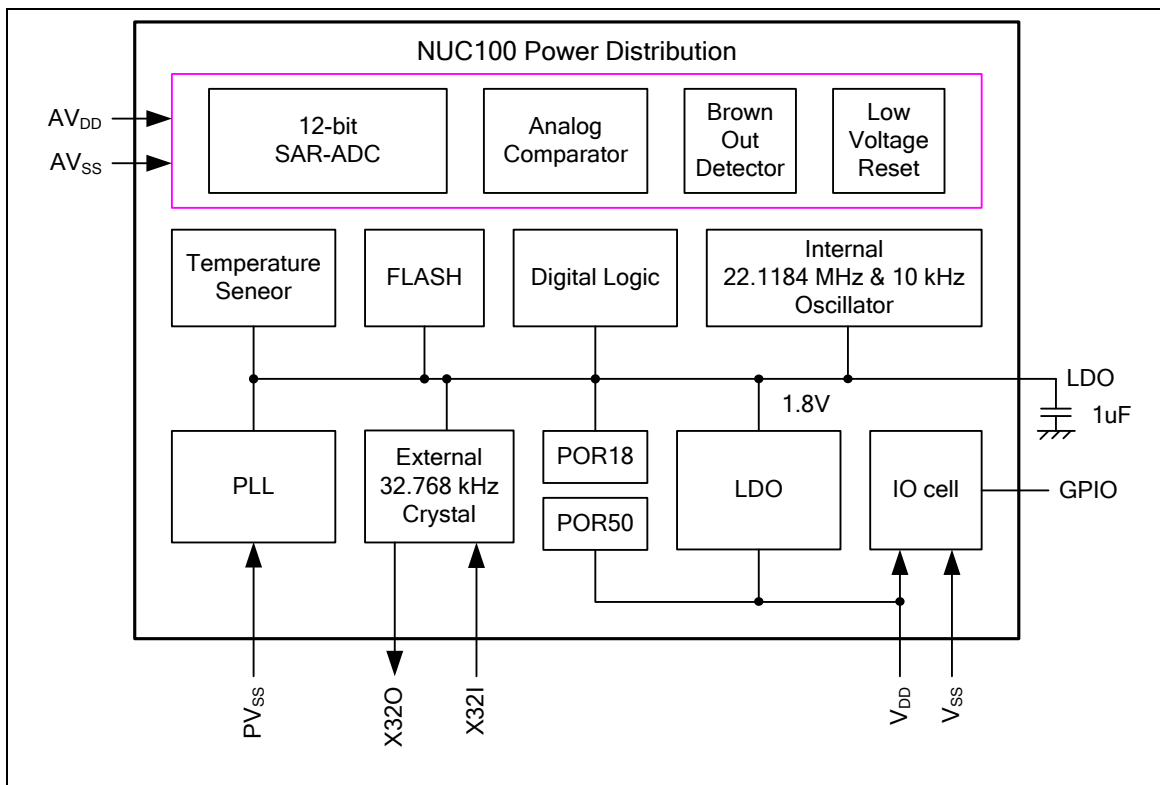 NUC100 Power Distribution
AVDD
AVSS
12-bit
SAR-ADC
Analog
Comparator
Brown
Out
Detector
Low
Voltage
Reset
Temperature
Seneor
FLASH
Digital Logic
Internal
22.1184 MHz & 10 kHz
Oscillator
LDO
1.8V
1uF
PLL
External
32.768 kHz
Crystal
POR18
POR50
LDO
IO cell
GPIO
PVSS
X32O
X32I
VDD
VSS